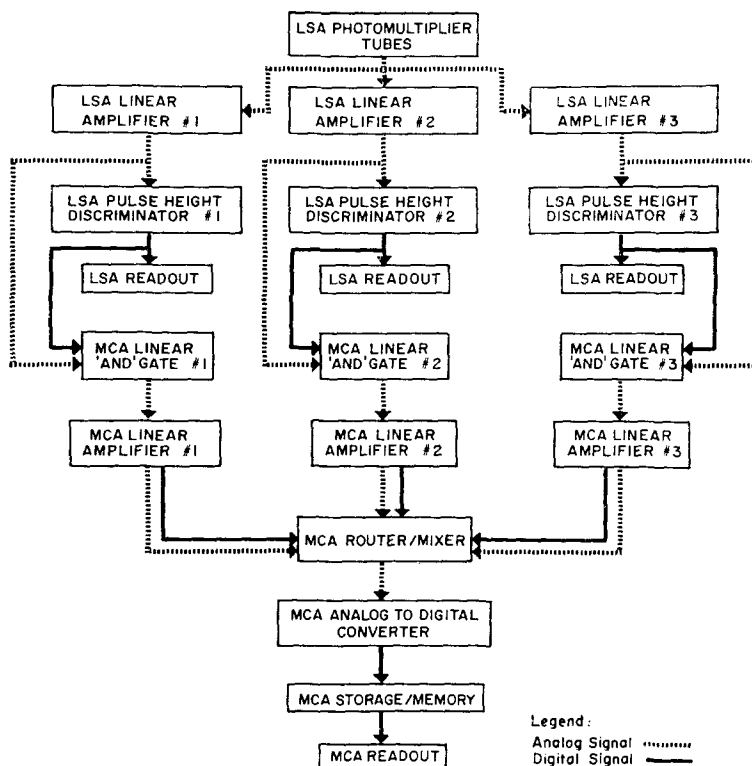 LSA PHOTOMULTIPLIER
TUBES
LSA LINEAR
AMPLIFIER #1
LSA LINEAR
AMPLIFIER #2
LSA LINEAR
AMPLIFIER #3
LSA PULSE HEIGHT
DISCRIMINATOR #1
LSA PULSE HEIGHT
DISCRIMINATOR #2
LSA PULSE HEIGHT
DISCRIMINATOR #3
LSA READOUT
LSA READOUT
LSA READOUT
MCA LINEAR
'AND' GATE #1
MCA LINEAR
'AND' GATE #2
MCA LINEAR
'AND' GATE #3
MCA LINEAR
AMPLIFIER #1
MCA LINEAR
AMPLIFIER #2
MCA LINEAR
AMPLIFIER #3
MCA ROUTER/MIXER
MCA ANALOG TO DIGITAL
CONVERTER
MCA STORAGE/MEMORY
MCA READOUT
Legend:
Analog Signal
Digital Signal